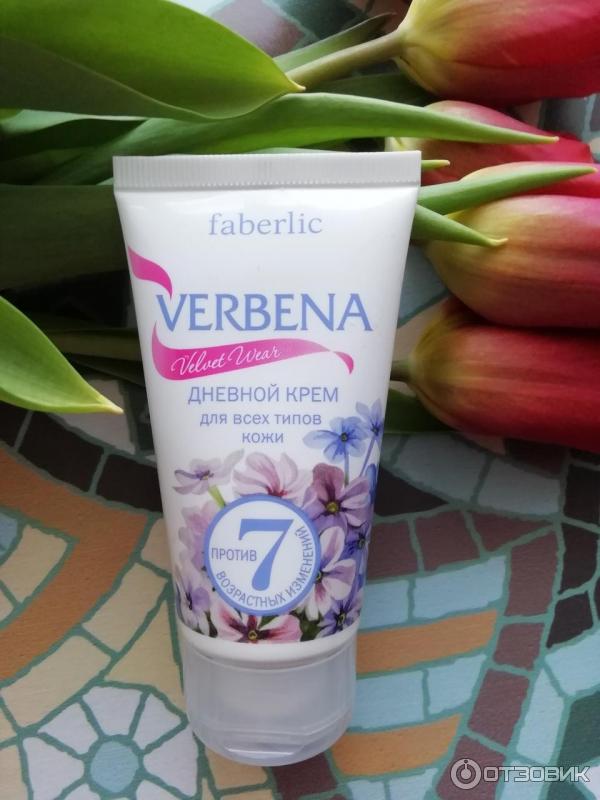 faberlic
VERBENA
Velvet Wear
ДНЕВНОЙ КРЕМ
для всех типов
кожи
ПРОТИВ
7
ВОЗРАСТНЫХ ИЗМЕНЕНИЙ
ОТЗОВИК